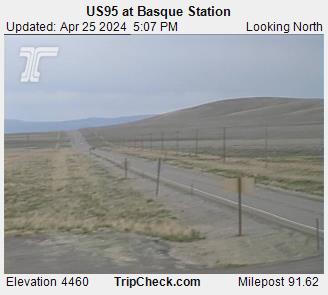 US95 at Basque Station
Updated: Apr 25 2024 5:07 PM Looking North
Elevation 4460 TripCheck.com Milepost 91.62